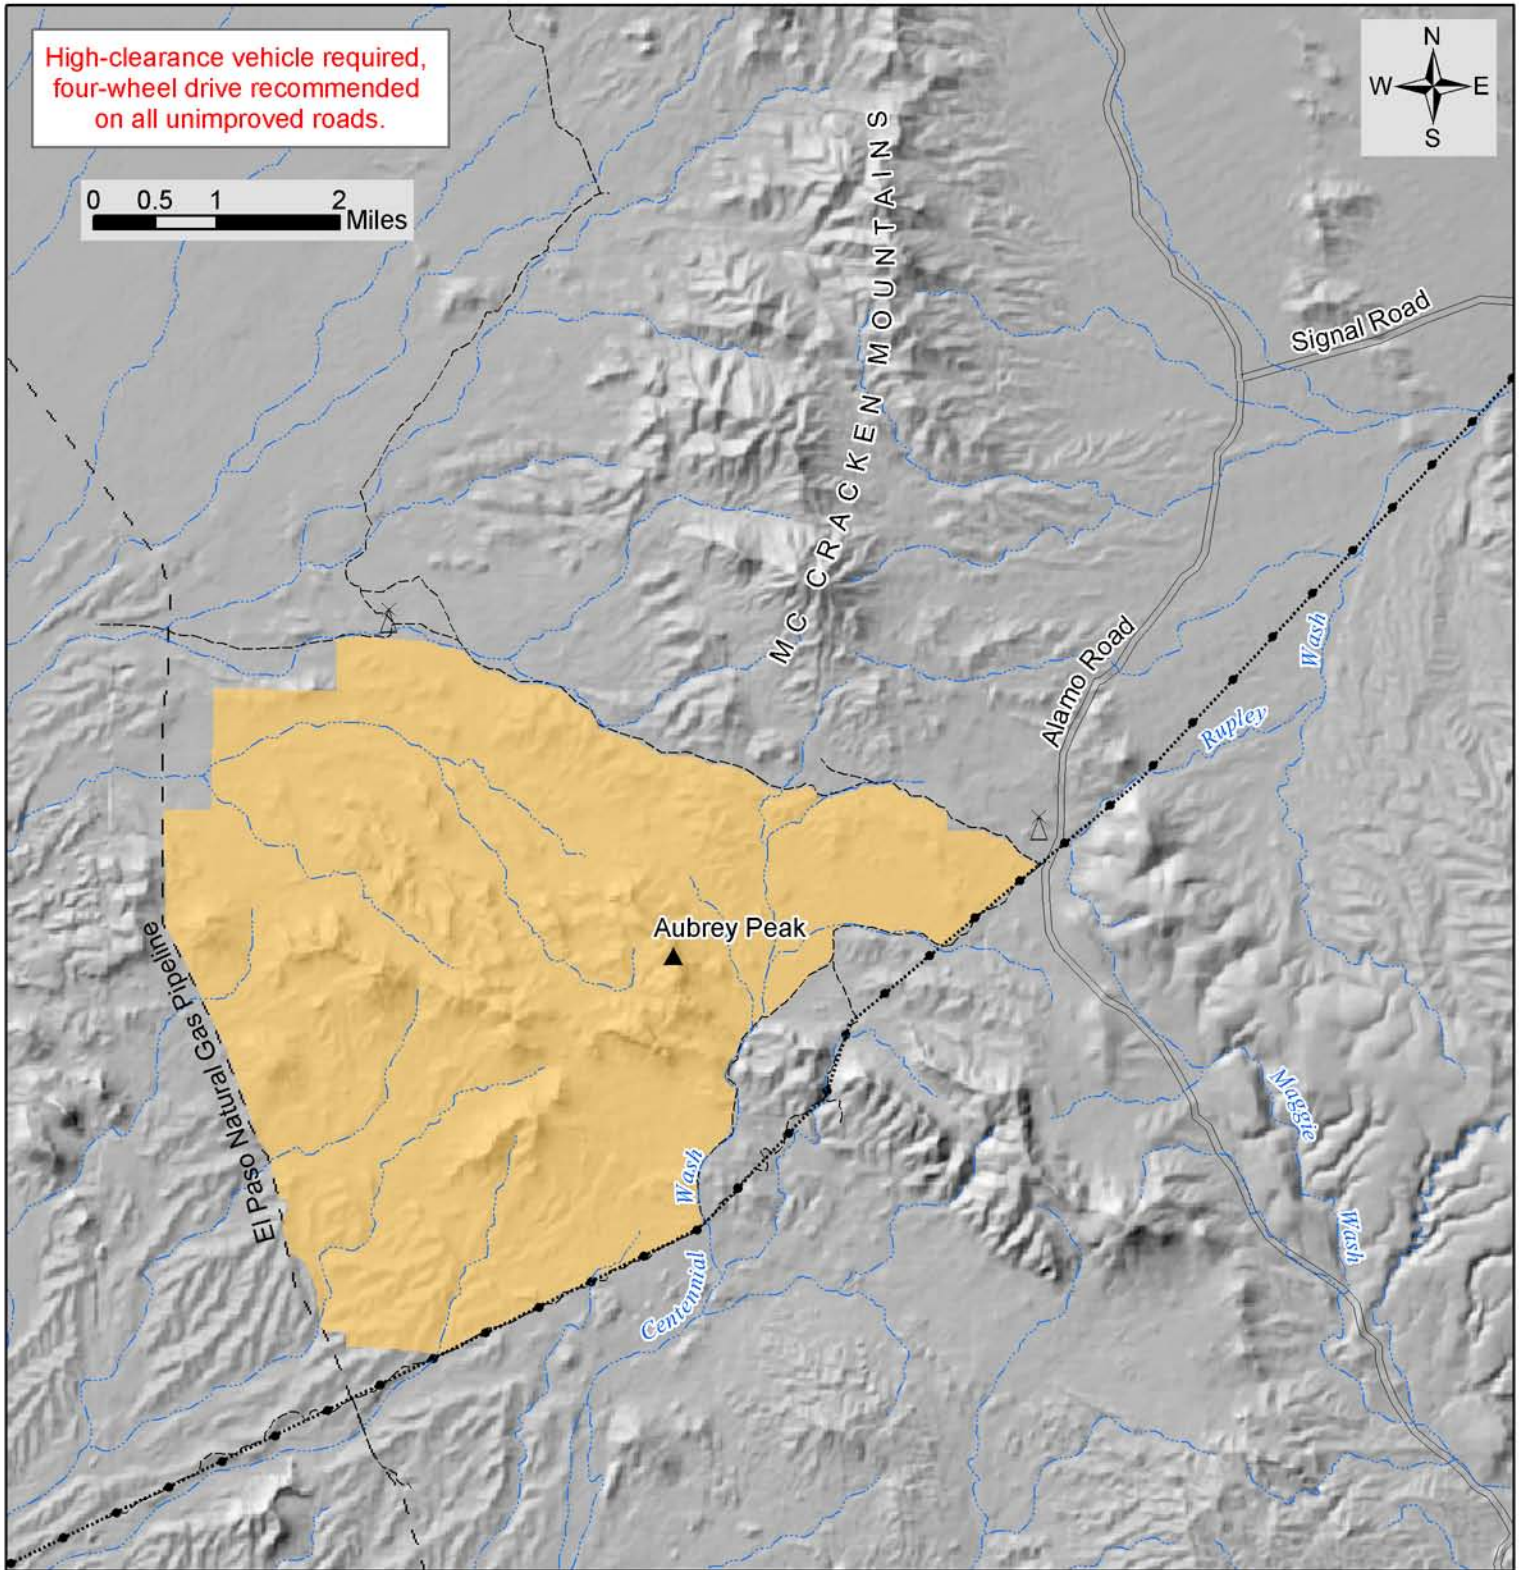 High-clearance vehicle required,
four-wheel drive recommended
on all unimproved roads.
N
W E
S
0 0.5 1 2
Miles
MC CRACKEN MOUNTAINS
Signal Road
Alamo Road
Wash
Rupley
Aubrey Peak
El Paso Natural Gas Pipeline
Maggie
Wash
Wash
Centennial